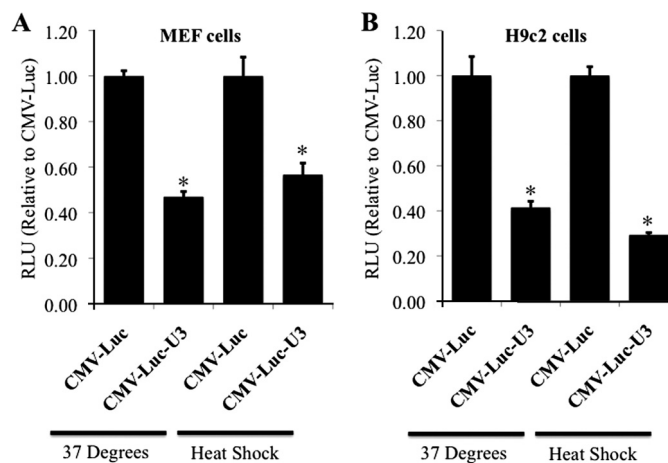 A
MEF cells
RLU (Relative to CMV-Luc)
1.20
1.00
0.80
0.60
0.40
0.20
0.00
*
*
CMV-Luc
CMV-Luc-U3
CMV-Luc
CMV-Luc-U3
37 Degrees
Heat Shock
B
H9c2 cells
RLU (Relative to CMV-Luc)
1.20
1.00
0.80
0.60
0.40
0.20
0.00
*
*
CMV-Luc
CMV-Luc-U3
CMV-Luc
CMV-Luc-U3
37 Degrees
Heat Shock